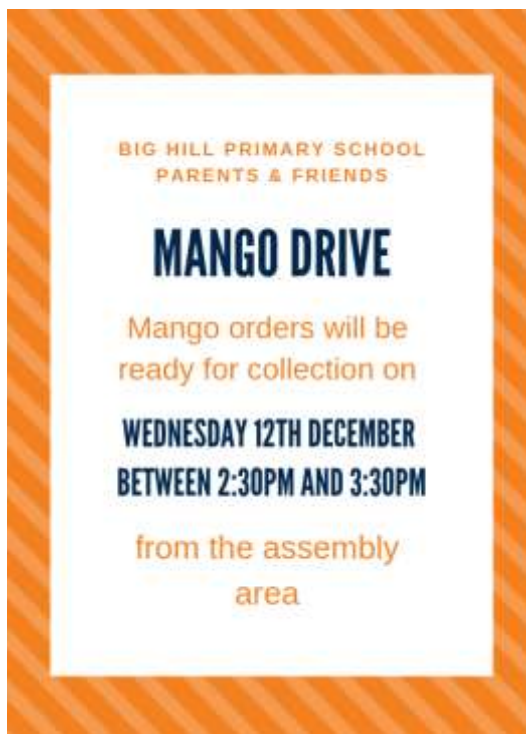 BIG HILL PRIMARY SCHOOL
PARENTS & FRIENDS
MANGO DRIVE
Mango orders will be
ready for collection on
WEDNESDAY 12TH DECEMBER
BETWEEN 2:30PM AND 3:30PM
from the assembly
area